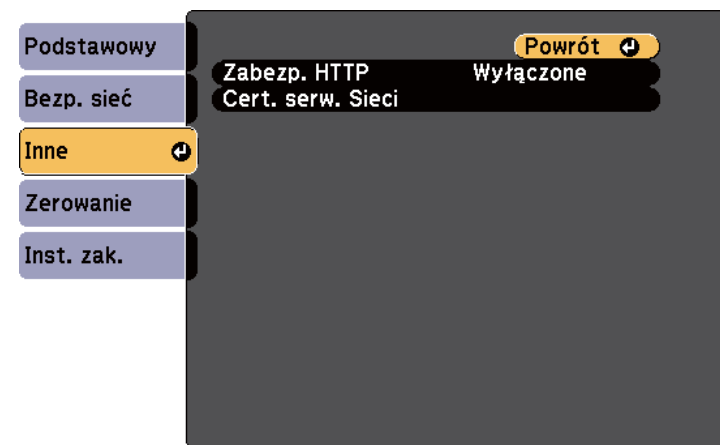 Podstawowy
Bezp. sieć
Inne
Zerowanie
Inst. zak.
Powrót
Zabezp. HTTP Wyłączone
Cert. serw. Sieci